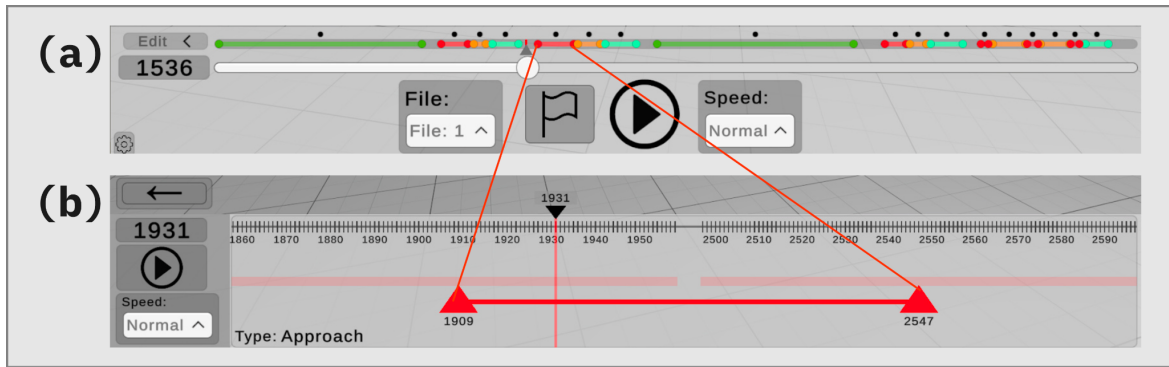 (a)
Edit <
1536
File:
File: 1
Speed:
Normal
(b)
1931
1931
1860 1870 1880 1890 1900 1910 1920 1930 1940 1950 2500 2510 2520 2530 2540 2550 2560 2570 2580 2590
Speed:
Normal
1909
2547
Type: Approach